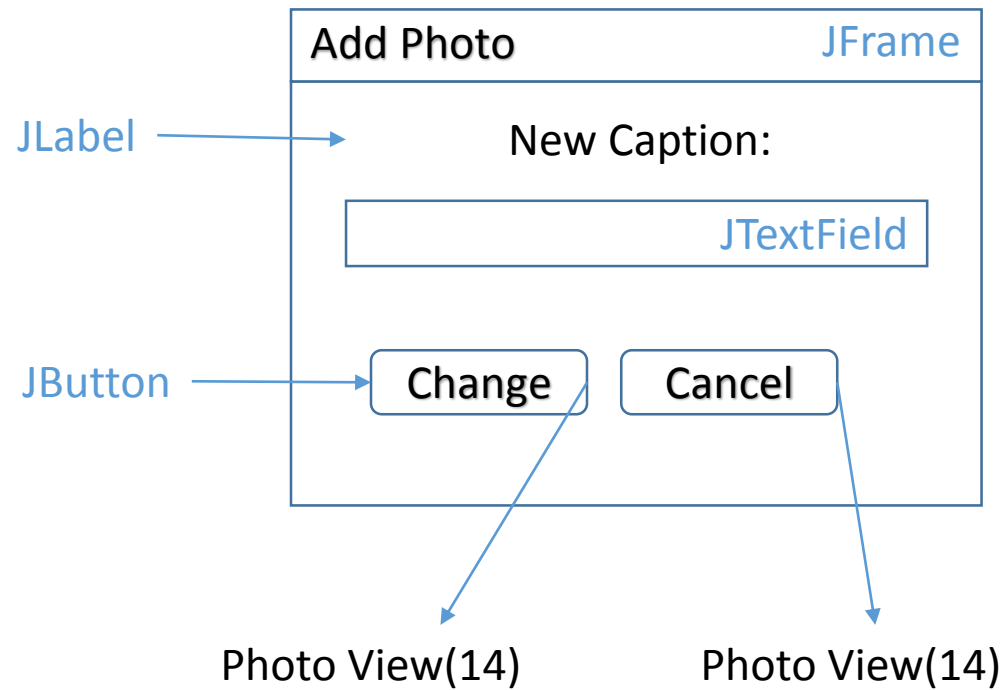 Add Photo JFrame
JLabel
New Caption:
JTextField
JButton
Change Cancel
Photo View(14) Photo View(14)